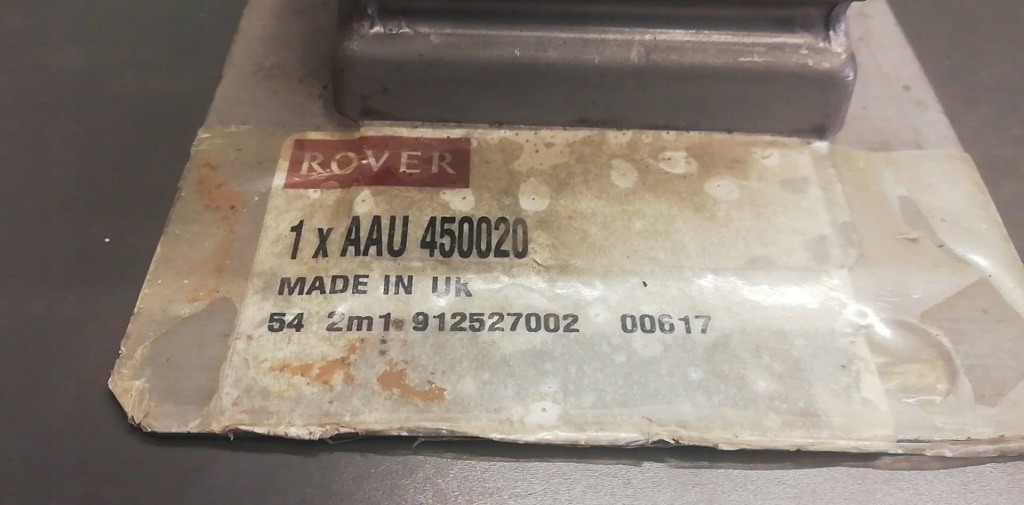 ROVER
1 x AAU 450020
MADE IN UK
54 2m1 912527002 00617